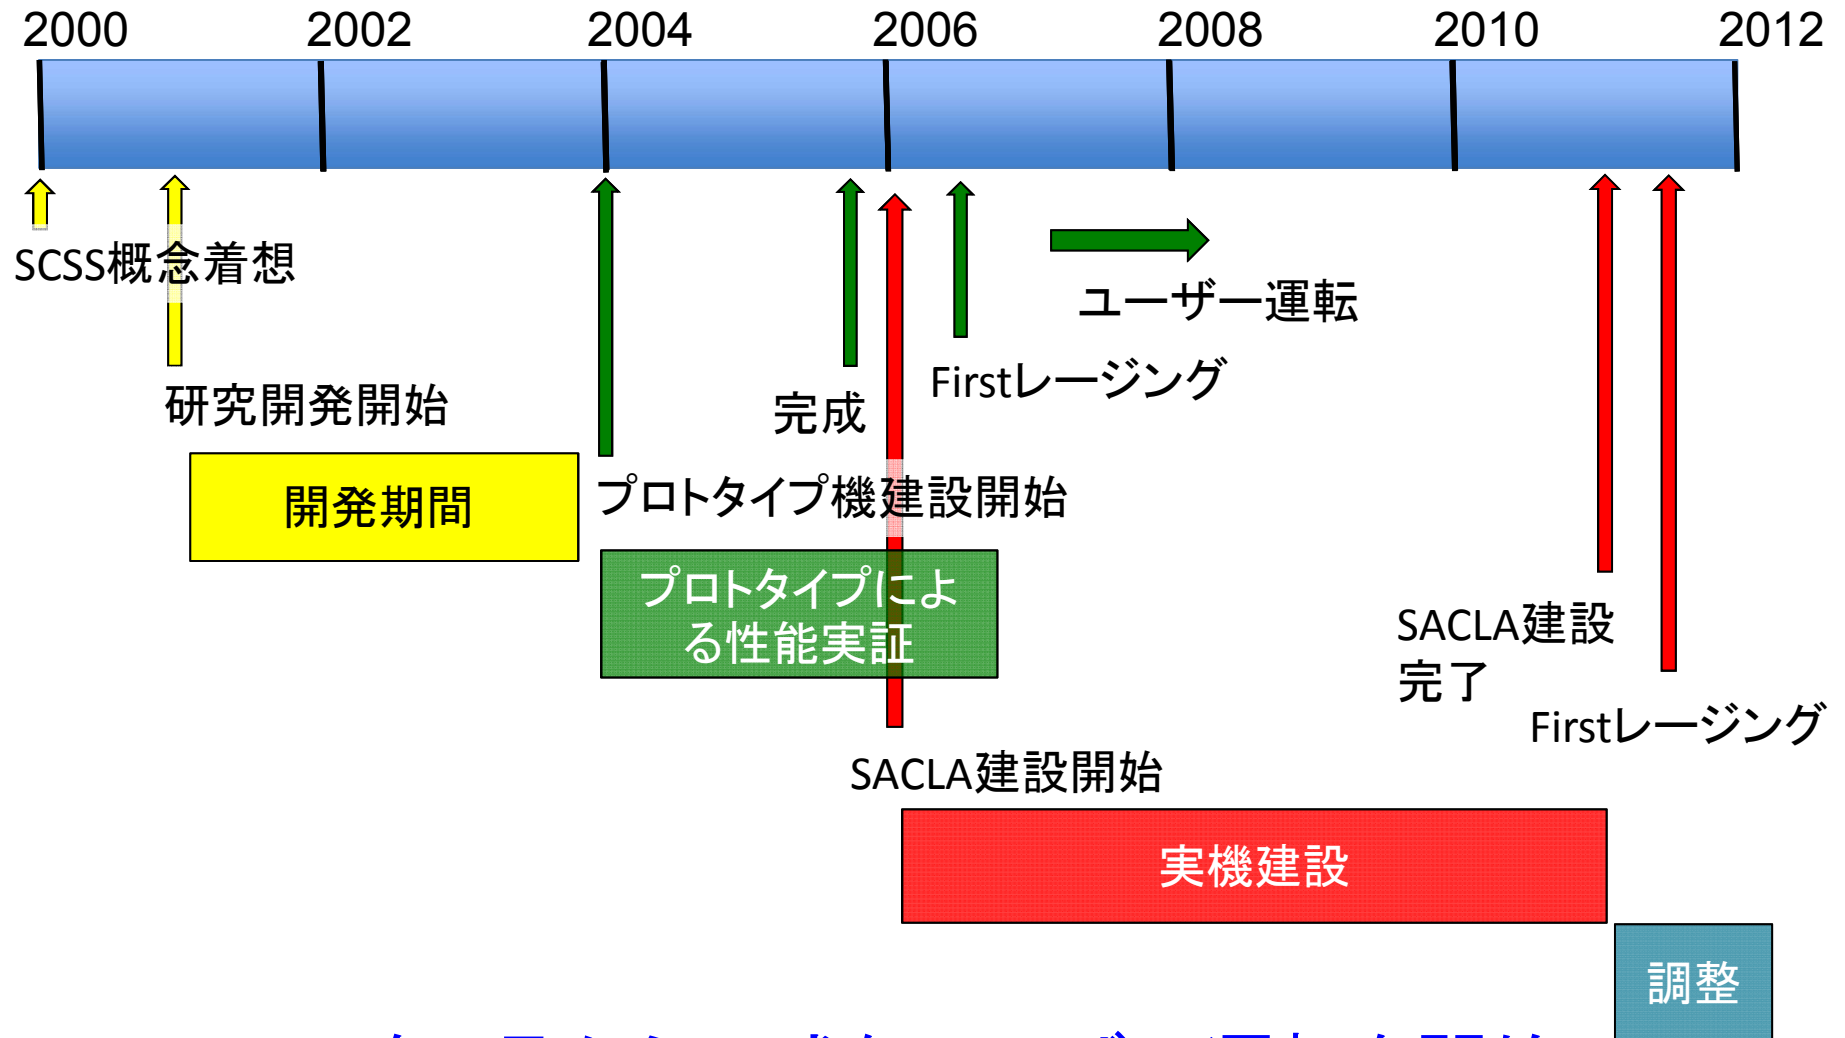 2000 2002 2004 2006 2008 2010 2012
SCSS概念着想
ユーザー運転
Firstレージング
研究開発開始
完成
開発期間
プロトタイプ機建設開始
プロトタイプによ
る性能実証
SACLA建設
完了
Firstレージング
SACLA建設開始
実機建設
調整